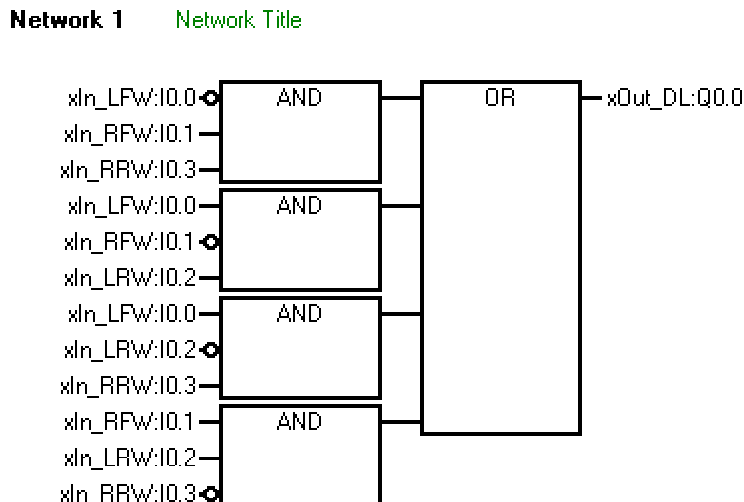 Network 1 Network Title
xIn_LFW:I0.0 AND OR xOut_DL:Q0.0
xIn_RFW:I0.1
xIn_RRW:I0.3
xIn_LFW:I0.0 AND
xIn_RFW:I0.1
xIn_LRW:I0.2
xIn_LFW:I0.0 AND
xIn_LRW:I0.2
xIn_RRW:I0.3
xIn_RFW:I0.1 AND
xIn_LRW:I0.2
xIn_RRW:I0.3